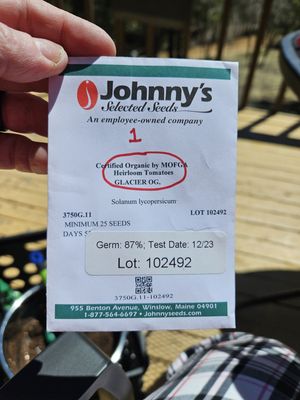 Johnny's
Selected Seeds
An employee-owned company
1
Certified Organic by MOFGA
Heirloom Tomatoes
GLACIER OG.
Solanum lycopersicum
3750G.11 LOT 102492
MINIMUM 25 SEEDS
DAYS
Germ: 87%; Test Date: 12/23
Lot: 102492
3750G.11-102492
955 Benton Avenue, Winslow, Maine 04901
1-877-564-6697 • Johnnyseeds.com